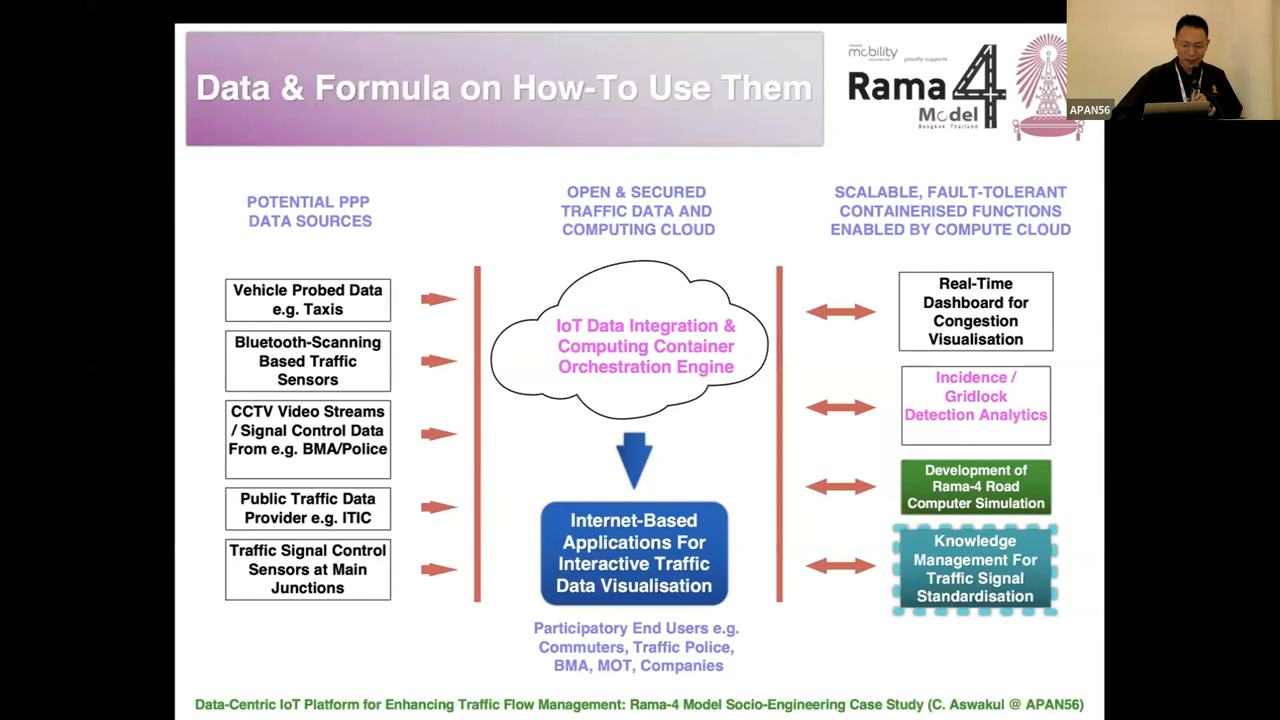 Data & Formula on How-To Use Them
mobility
proudly supports
Rama 4
Model
Bangkok Thailand
APAN56
POTENTIAL PPP
DATA SOURCES
OPEN & SECURED
TRAFFIC DATA AND
COMPUTING CLOUD
SCALABLE, FAULT-TOLERANT
CONTAINERISED FUNCTIONS
ENABLED BY COMPUTE CLOUD
Vehicle Probed Data
e.g. Taxis
Bluetooth-Scanning
Based Traffic
Sensors
CCTV Video Streams
/ Signal Control Data
From e.g. BMA/Police
Public Traffic Data
Provider e.g. ITIC
Traffic Signal Control
Sensors at Main
Junctions
IoT Data Integration &
Computing Container
Orchestration Engine
Internet-Based
Applications For
Interactive Traffic
Data Visualisation
Participatory End Users e.g.
Commuters, Traffic Police,
BMA, MOT, Companies
Real-Time
Dashboard for
Congestion
Visualisation
Incidence /
Gridlock
Detection Analytics
Development of
Rama-4 Road
Computer Simulation
Knowledge
Management For
Traffic Signal
Standardisation
Data-Centric IoT Platform for Enhancing Traffic Flow Management: Rama-4 Model Socio-Engineering Case Study (C. Aswakul @ APAN56)